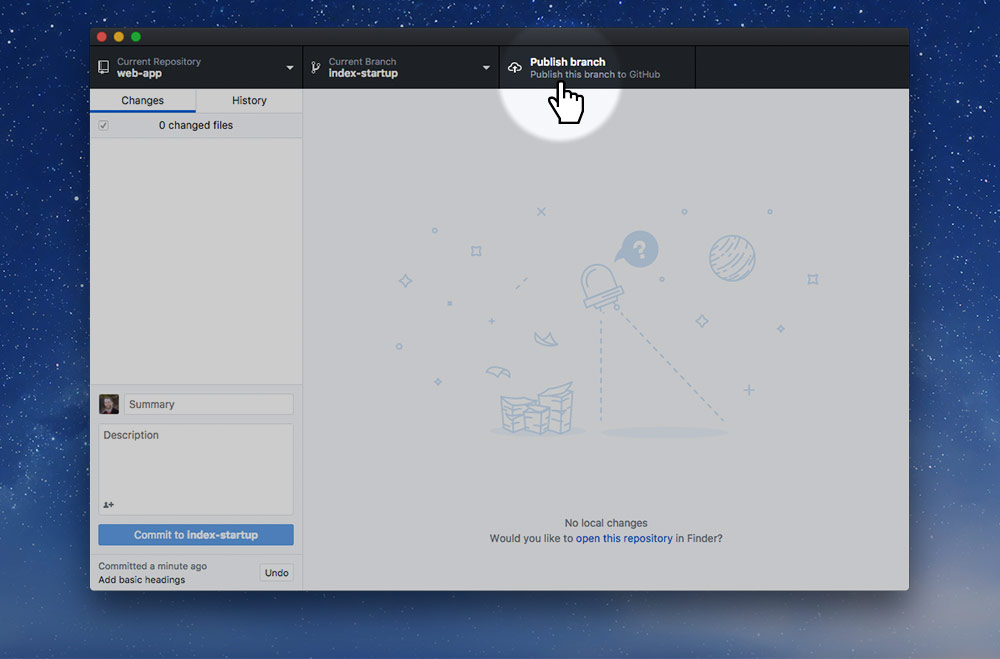 Current Repository
web-app
Current Branch
index-startup
Publish branch
Publish this branch to GitHub
Changes
History
0 changed files
?
Summary
Description
Commit to index-startup
Committed a minute ago
Add basic headings
Undo
No local changes
Would you like to open this repository in Finder?